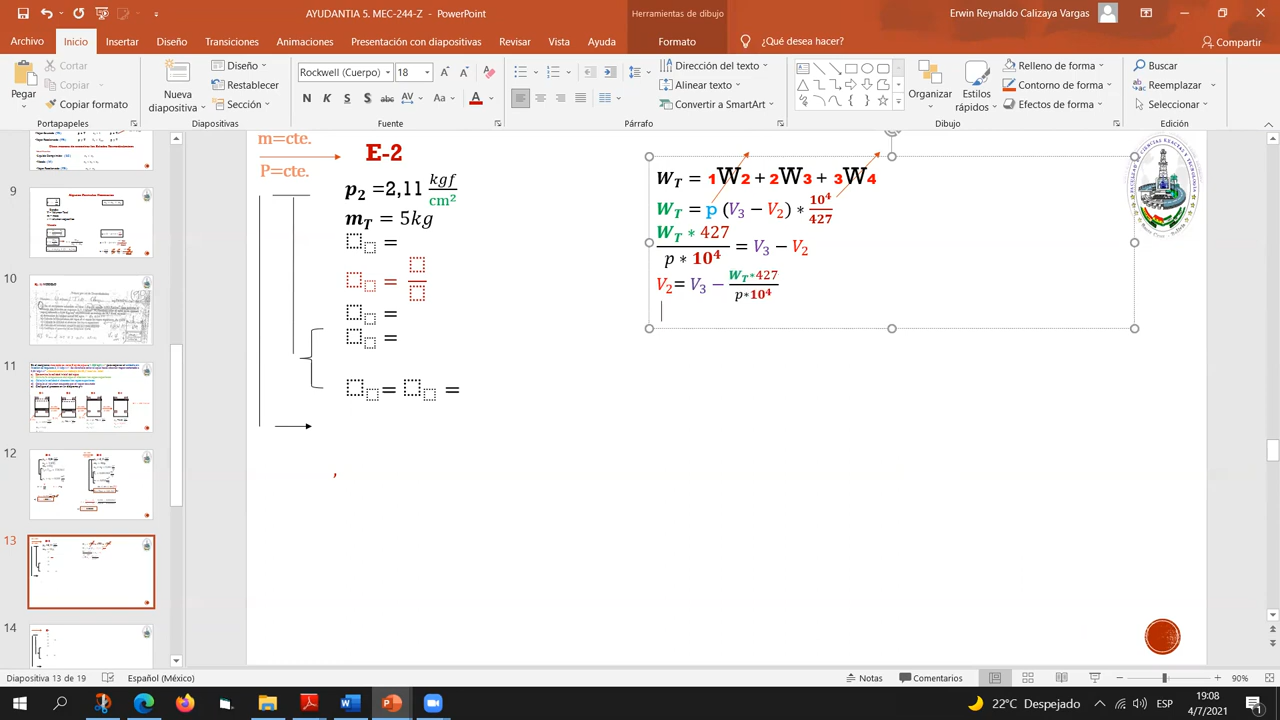 AYUDANTIA 5. MEC-244-Z - PowerPoint
Herramientas de dibujo
Erwin Reynaldo Calizaya Vargas
Archivo Inicio Insertar Diseño Transiciones Animaciones Presentación con diapositivas Revisar Vista Ayuda Formato ¿Qué desea hacer? Compartir
Pegar
Cortar
Copiar
Copiar formato
Portapapeles
Nueva diapositiva
Diseño
Restablecer
Sección
Diapositivas
Rockwell (Cuerpo) 18
N K S S abc AV Aa A
Fuente
Dirección del texto
Alinear texto
Convertir a SmartArt
Párrafo
Organizar
Estilos rápidos
Relleno de forma
Contorno de forma
Efectos de forma
Dibujo
Buscar
Reemplazar
Seleccionar
Edición
9
10
11
12
13
14
m=cte.
P=cte.
E-2
p₂ =2,11 kgf/cm²
m_T = 5kg
=
=
=
=
= =
,
W_T = 1W2 + 2W3 + 3W4
W_T = p (V₃ − V₂) * 10⁴/427
W_T * 427 / p * 10⁴ = V₃ − V₂
V₂= V₃ − W_T*427/p*10⁴
Diapositiva 13 de 19 Español (México) Notas Comentarios 90%
22°C Despejado ESP 19:08
4/7/2021